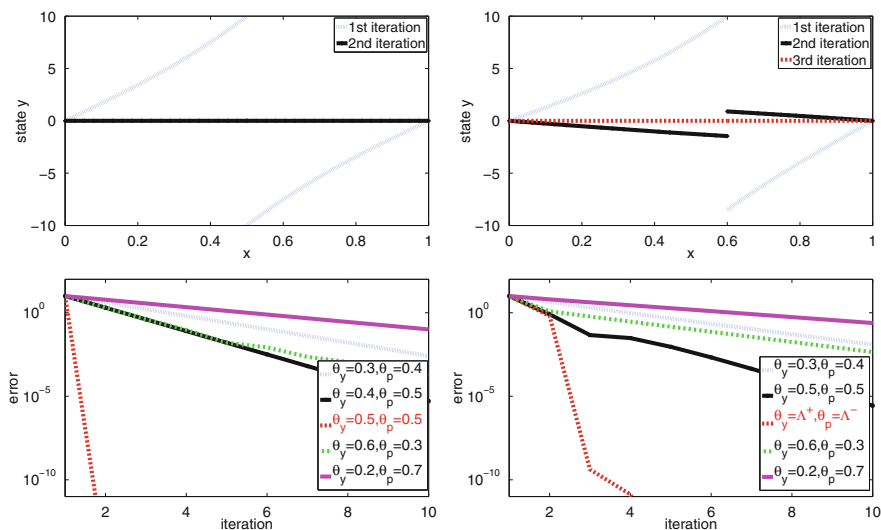 10
5
0
−5
−10
state y
0
0.2
0.4
0.6
0.8
1
x
1st iteration
2nd iteration
10
5
0
−5
−10
state y
0
0.2
0.4
0.6
0.8
1
x
1st iteration
2nd iteration
3rd iteration
10^0
10^−5
10^−10
error
2
4
6
8
10
iteration
θ_y=0.3,θ_p=0.4
θ_y=0.4,θ_p=0.5
θ_y=0.5,θ_p=0.5
θ_y=0.6,θ_p=0.3
θ_y=0.2,θ_p=0.7
10^0
10^−5
10^−10
error
2
4
6
8
10
iteration
θ_y=0.3,θ_p=0.4
θ_y=0.5,θ_p=0.5
θ_y=Λ^+,θ_p=Λ^−
θ_y=0.6,θ_p=0.3
θ_y=0.2,θ_p=0.7